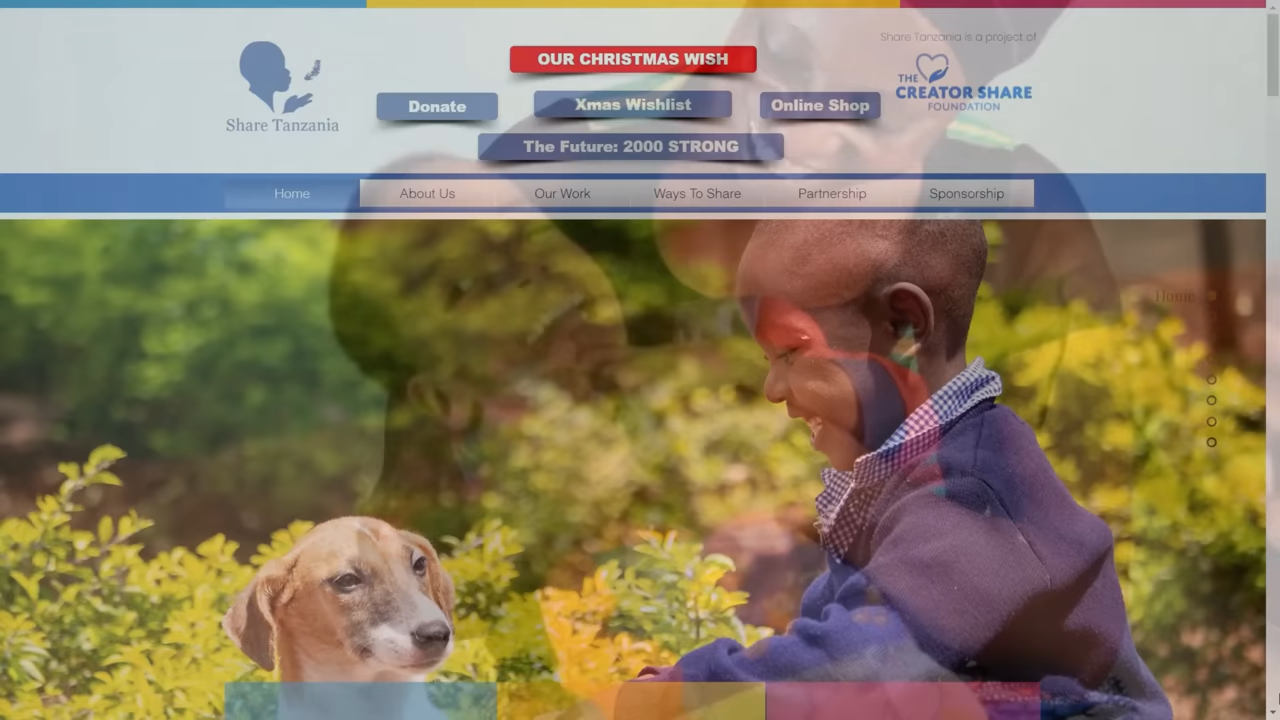 Share Tanzania is a project of
OUR CHRISTMAS WISH
THE
CREATOR SHARE
FOUNDATION
Donate
Xmas Wishlist
Online Shop
Share Tanzania
The Future: 2000 STRONG
Home
About Us
Our Work
Ways To Share
Partnership
Sponsorship
Home